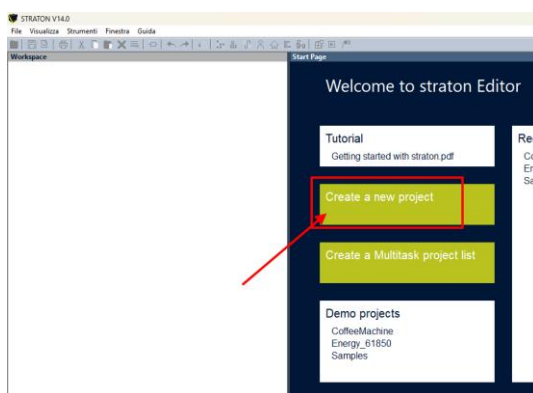 STRATON V14.0
File Visualizza Strumenti Finestra Guida
Workspace
Start Page
Welcome to straton Editor
Tutorial
Getting started with straton.pdf
Create a new project
Create a Multitask project list
Demo projects
CoffeeMachine
Energy_61850
Samples